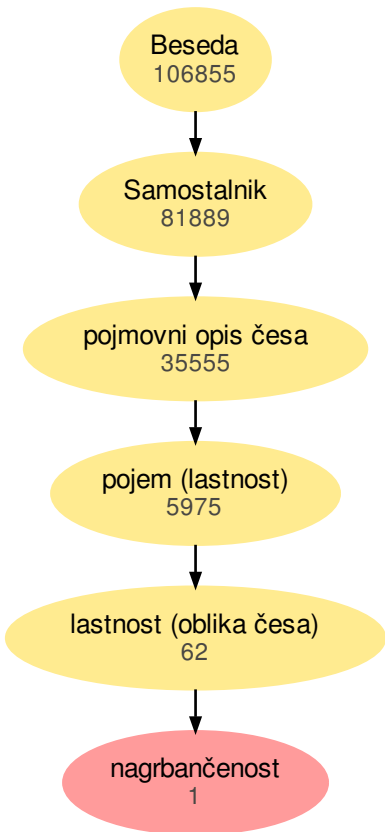 Beseda
106855
Samostalnik
81889
pojmovni opis česa
35555
pojem (lastnost)
5975
lastnost (oblika česa)
62
nagrbančenost
1